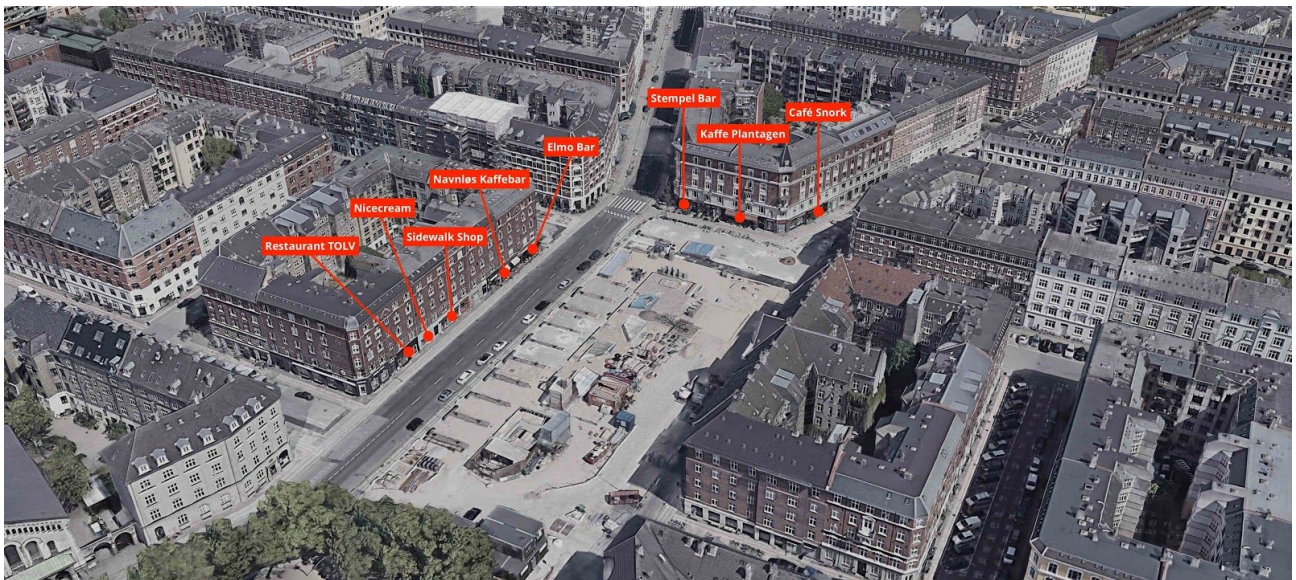 Stempel Bar
Café Snork
Kaffe Plantagen
Elmo Bar
Navnløs Kaffebar
Nicecream
Sidewalk Shop
Restaurant TOLV